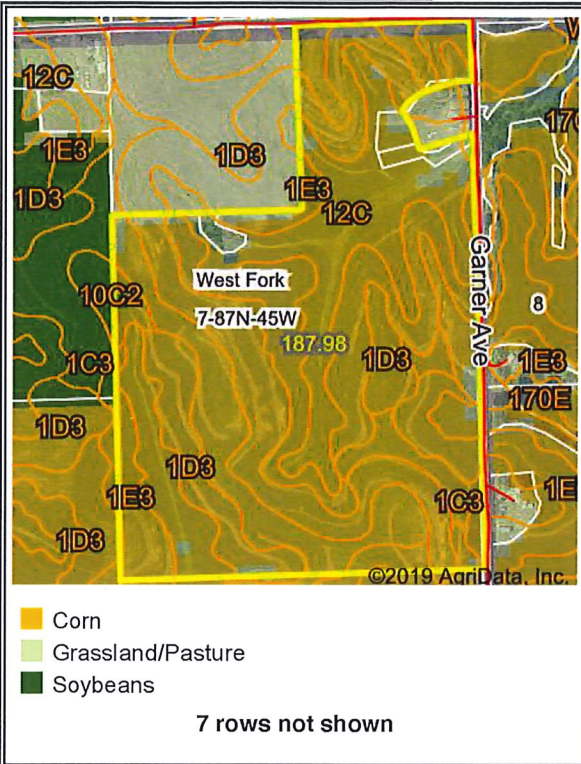 12C
170
1E3
1D3
1D3
1E3
12C
Garner Ave
West Fork
10C2
8
7-87N-45W
187.98
1C3
1D3
1E3
170E
1D3
1D3
1E3
1C3
1E
1D3
©2019 AgriData, Inc.
Corn
Grassland/Pasture
Soybeans
7 rows not shown